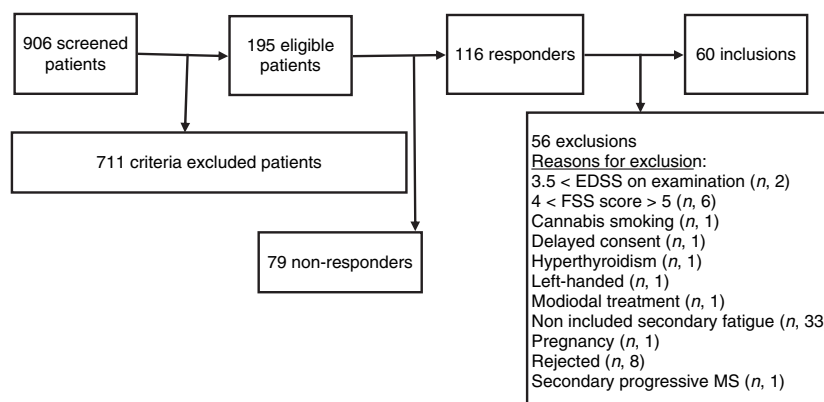 906 screened
patients
195 eligible
patients
116 responders
60 inclusions
711 criteria excluded patients
79 non-responders
56 exclusions
Reasons for exclusion:
3.5 < EDSS on examination (n, 2)
4 < FSS score > 5 (n, 6)
Cannabis smoking (n, 1)
Delayed consent (n, 1)
Hyperthyroidism (n, 1)
Left-handed (n, 1)
Modiodal treatment (n, 1)
Non included secondary fatigue (n, 33
Pregnancy (n, 1)
Rejected (n, 8)
Secondary progressive MS (n, 1)